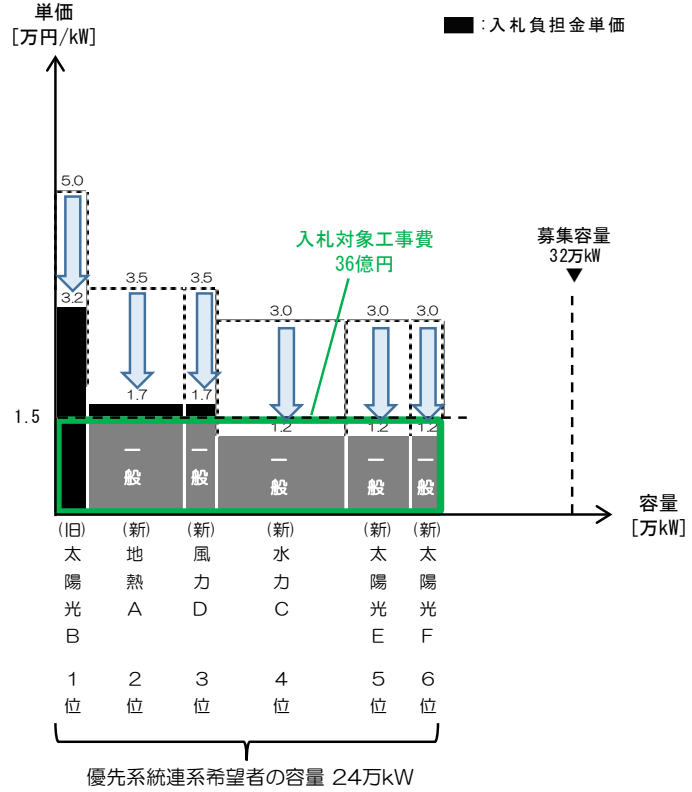 単価
[万円/kW]
■:入札負担金単価
5.0
3.2
3.5
3.5
3.0
3.0
3.0
1.7
1.7
1.2
1.2
1.2
入札対象工事費
36億円
募集容量
32万kW
▼
1.5
一般
一般
一般
一般
一般
容量
[万kW]
(旧)太陽光B
(新)地熱A
(新)風力D
(新)水力C
(新)太陽光E
(新)太陽光F
1位
2位
3位
4位
5位
6位
優先系統連系希望者の容量 24万kW